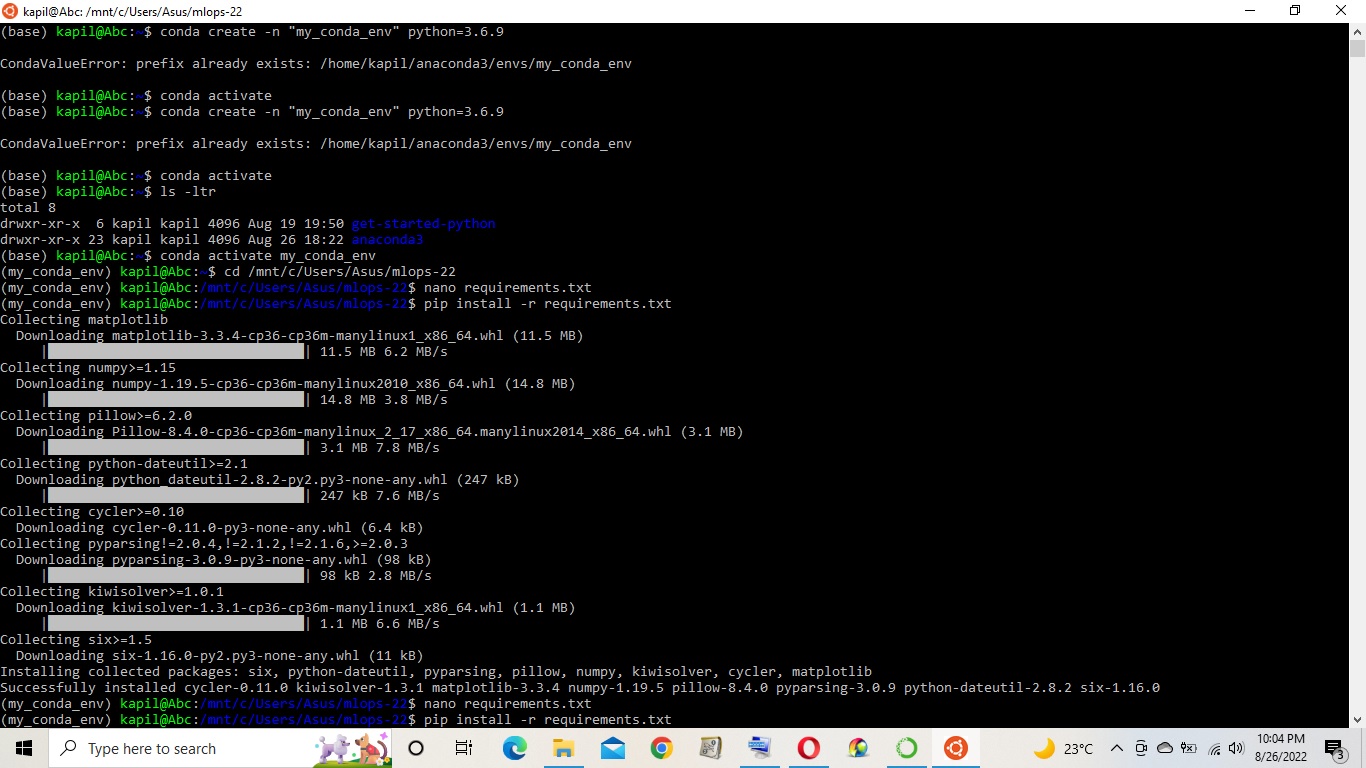 kapil@Abc: /mnt/c/Users/Asus/mlops-22
(base) kapil@Abc:~$ conda create -n "my_conda_env" python=3.6.9
CondaValueError: prefix already exists: /home/kapil/anaconda3/envs/my_conda_env
(base) kapil@Abc:~$ conda activate
(base) kapil@Abc:~$ conda create -n "my_conda_env" python=3.6.9
CondaValueError: prefix already exists: /home/kapil/anaconda3/envs/my_conda_env
(base) kapil@Abc:~$ conda activate
(base) kapil@Abc:~$ ls -ltr
total 8
drwxr-xr-x  6 kapil kapil 4096 Aug 19 19:50 get-started-python
drwxr-xr-x 23 kapil kapil 4096 Aug 26 18:22 anaconda3
(base) kapil@Abc:~$ conda activate my_conda_env
(my_conda_env) kapil@Abc:~$ cd /mnt/c/Users/Asus/mlops-22
(my_conda_env) kapil@Abc:/mnt/c/Users/Asus/mlops-22$ nano requirements.txt
(my_conda_env) kapil@Abc:/mnt/c/Users/Asus/mlops-22$ pip install -r requirements.txt
Collecting matplotlib
  Downloading matplotlib-3.3.4-cp36-cp36m-manylinux1_x86_64.whl (11.5 MB)
     |████████████████████████████████| 11.5 MB 6.2 MB/s
Collecting numpy>=1.15
  Downloading numpy-1.19.5-cp36-cp36m-manylinux2010_x86_64.whl (14.8 MB)
     |████████████████████████████████| 14.8 MB 3.8 MB/s
Collecting pillow>=6.2.0
  Downloading Pillow-8.4.0-cp36-cp36m-manylinux_2_17_x86_64.manylinux2014_x86_64.whl (3.1 MB)
     |████████████████████████████████| 3.1 MB 7.8 MB/s
Collecting python-dateutil>=2.1
  Downloading python_dateutil-2.8.2-py2.py3-none-any.whl (247 kB)
     |████████████████████████████████| 247 kB 7.6 MB/s
Collecting cycler>=0.10
  Downloading cycler-0.11.0-py3-none-any.whl (6.4 kB)
Collecting pyparsing!=2.0.4,!=2.1.2,!=2.1.6,>=2.0.3
  Downloading pyparsing-3.0.9-py3-none-any.whl (98 kB)
     |████████████████████████████████| 98 kB 2.8 MB/s
Collecting kiwisolver>=1.0.1
  Downloading kiwisolver-1.3.1-cp36-cp36m-manylinux1_x86_64.whl (1.1 MB)
     |████████████████████████████████| 1.1 MB 6.6 MB/s
Collecting six>=1.5
  Downloading six-1.16.0-py2.py3-none-any.whl (11 kB)
Installing collected packages: six, python-dateutil, pyparsing, pillow, numpy, kiwisolver, cycler, matplotlib
Successfully installed cycler-0.11.0 kiwisolver-1.3.1 matplotlib-3.3.4 numpy-1.19.5 pillow-8.4.0 pyparsing-3.0.9 python-dateutil-2.8.2 six-1.16.0
(my_conda_env) kapil@Abc:/mnt/c/Users/Asus/mlops-22$ nano requirements.txt
(my_conda_env) kapil@Abc:/mnt/c/Users/Asus/mlops-22$ pip install -r requirements.txt
Type here to search
23°C
10:04 PM
8/26/2022
3